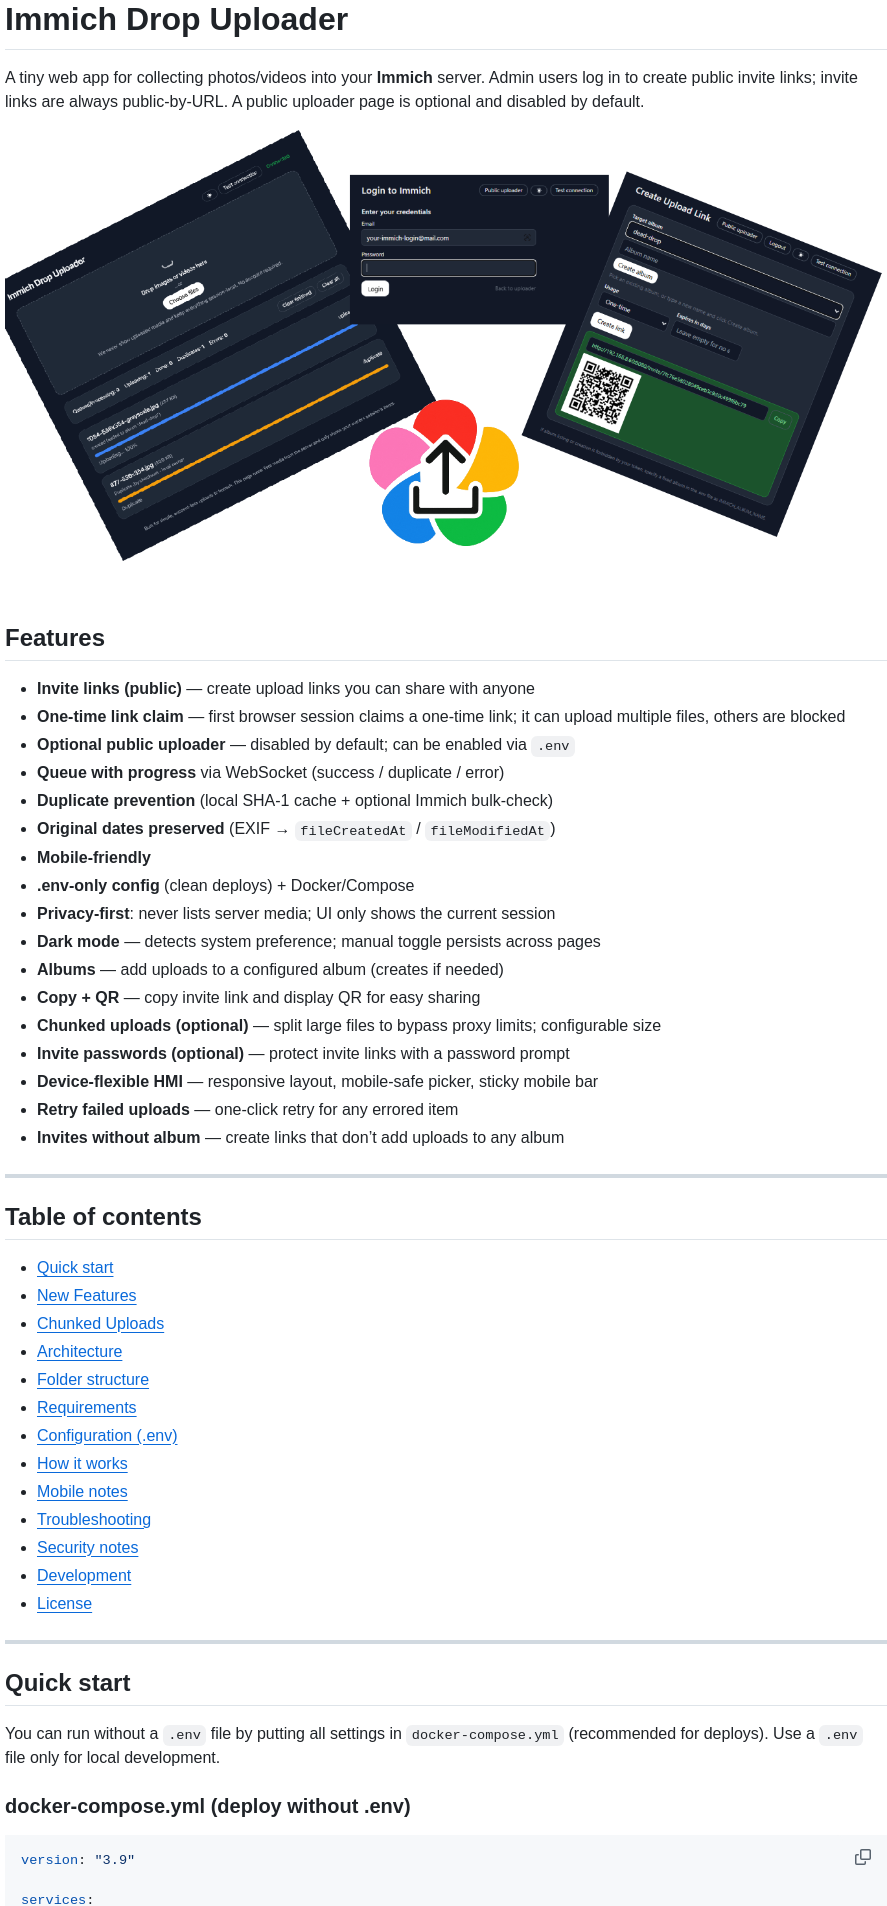 Immich Drop Uploader
A tiny web app for collecting photos/videos into your Immich server. Admin users log in to create public invite links; invite
links are always public-by-URL. A public uploader page is optional and disabled by default.
Immich Drop Uploader
Test connection
Drop images or videos here
Choose files
Clear finished
Clear all
Duplicate
Duplicate
Login to Immich
Public uploader
Test connection
Enter your credentials
Email
your-immich-login@mail.com
Password
Login
Back to uploader
Create Upload Link
Public uploader
Logout
Test connection
Target album
dead-drop
Album name
Create album
Usage
One-time
Expires in days
Leave empty for no e
Create link
Copy
Features
Invite links (public) — create upload links you can share with anyone
One-time link claim — first browser session claims a one-time link; it can upload multiple files, others are blocked
Optional public uploader — disabled by default; can be enabled via .env
Queue with progress via WebSocket (success / duplicate / error)
Duplicate prevention (local SHA-1 cache + optional Immich bulk-check)
Original dates preserved (EXIF → fileCreatedAt / fileModifiedAt)
Mobile-friendly
.env-only config (clean deploys) + Docker/Compose
Privacy-first: never lists server media; UI only shows the current session
Dark mode — detects system preference; manual toggle persists across pages
Albums — add uploads to a configured album (creates if needed)
Copy + QR — copy invite link and display QR for easy sharing
Chunked uploads (optional) — split large files to bypass proxy limits; configurable size
Invite passwords (optional) — protect invite links with a password prompt
Device-flexible HMI — responsive layout, mobile-safe picker, sticky mobile bar
Retry failed uploads — one-click retry for any errored item
Invites without album — create links that don’t add uploads to any album
Table of contents
Quick start
New Features
Chunked Uploads
Architecture
Folder structure
Requirements
Configuration (.env)
How it works
Mobile notes
Troubleshooting
Security notes
Development
License
Quick start
You can run without a .env file by putting all settings in docker-compose.yml (recommended for deploys). Use a .env
file only for local development.
docker-compose.yml (deploy without .env)
version: "3.9"
services: